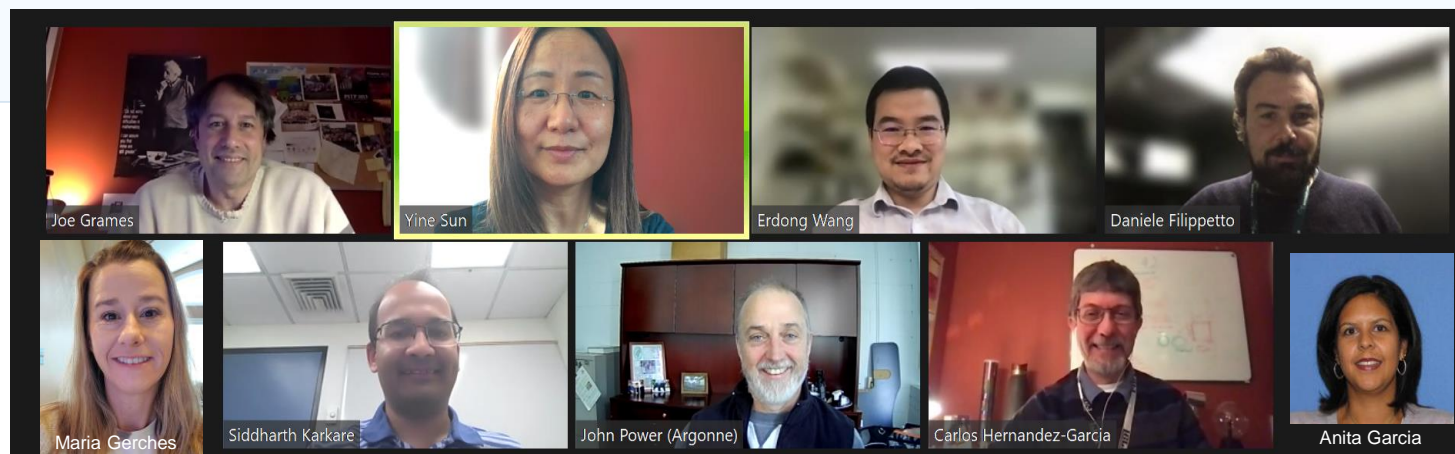 Joe Grames
Yine Sun
Erdong Wang
Daniele Filippetto
Maria Gerches
Siddharth Karkare
John Power (Argonne)
Carlos Hernandez-Garcia
Anita Garcia